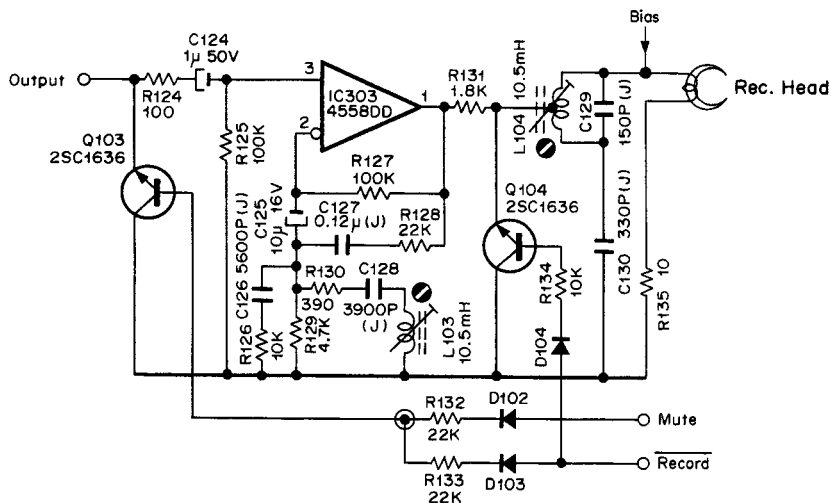 Bias
C124
1μ 50V
Output
R124
100
3
IC303
4558DD
1
2
R131
1.8K
10.5mH
L104
C129
150P(J)
Rec. Head
Q103
2SC1636
R125
100K
R127
100K
C125
10μ 16V
C127
0.12μ(J)
R128
22K
Q104
2SC1636
330P(J)
C130
C126 5600P(J)
R130
390
C128
3900P
(J)
R134
10K
R135 10
R126
10K
R129
4.7K
L103
10.5mH
D104
R132
22K
D102
Mute
R133
22K
D103
Record